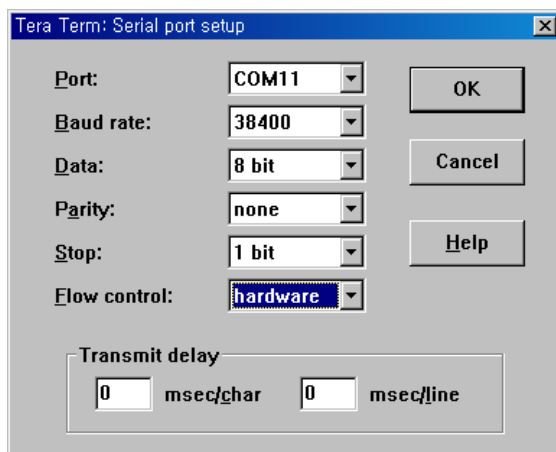 Tera Term: Serial port setup
Port: COM11 OK
Baud rate: 38400
Data: 8 bit Cancel
Parity: none
Stop: 1 bit Help
Flow control: hardware
Transmit delay
0 msec/char 0 msec/line